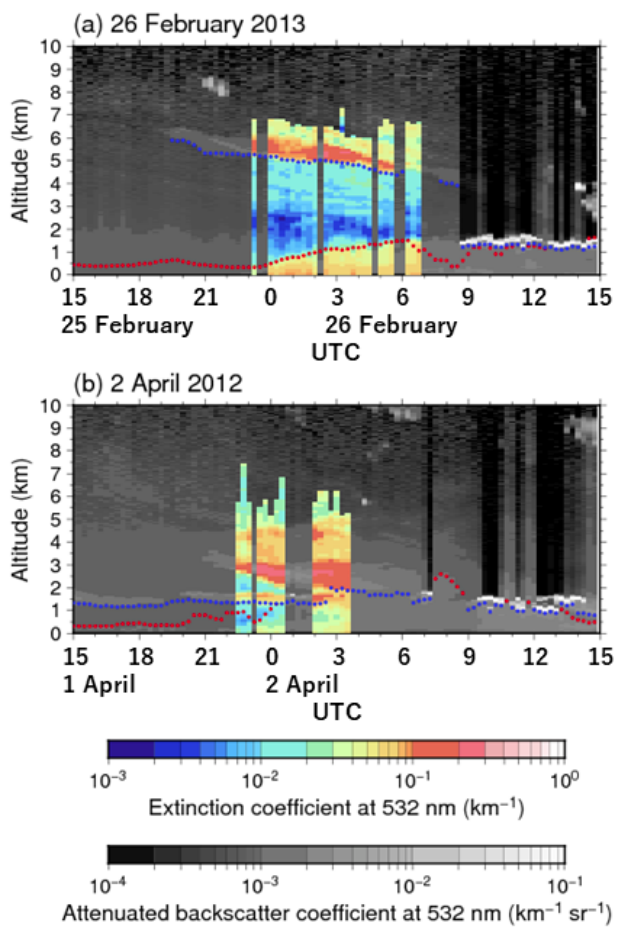 (a) 26 February 2013
10
9
8
7
6
5
4
3
2
1
0
Altitude (km)
15 18 21 0 3 6 9 12 15
25 February 26 February
UTC
(b) 2 April 2012
10
9
8
7
6
5
4
3
2
1
0
Altitude (km)
15 18 21 0 3 6 9 12 15
1 April 2 April
UTC
10⁻³ 10⁻² 10⁻¹ 10⁰
Extinction coefficient at 532 nm (km⁻¹)
10⁻⁴ 10⁻³ 10⁻² 10⁻¹
Attenuated backscatter coefficient at 532 nm (km⁻¹ sr⁻¹)